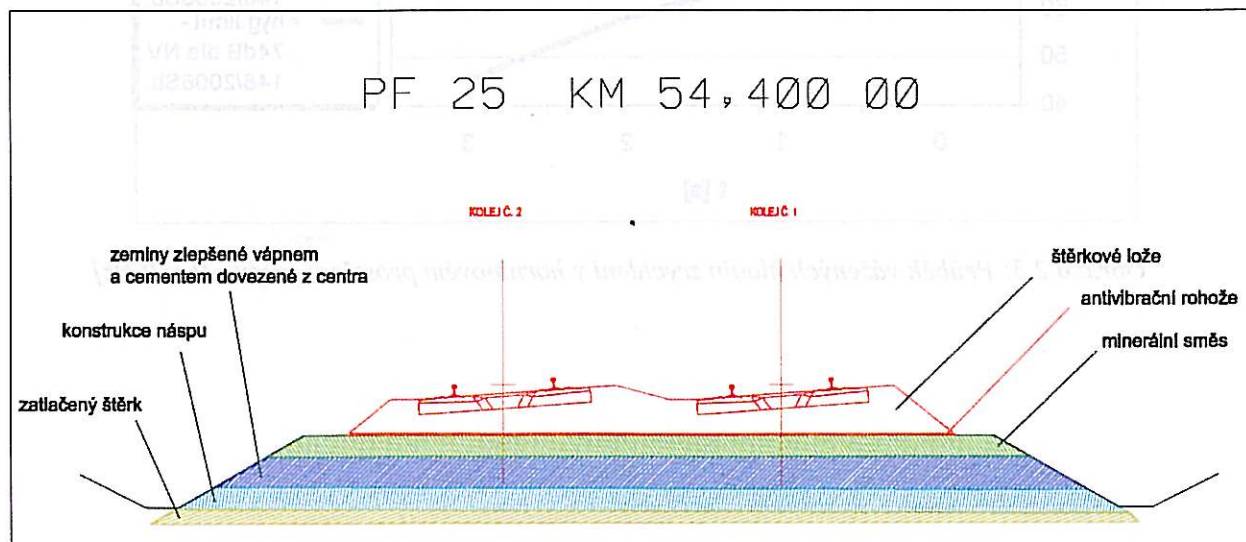 PF 25 KM 54,400 00
KOLEJ Č. 2
KOLEJ Č. 1
zeminy zlepšené vápnem
a cementem dovezené z centra
konstrukce náspu
zatlačený štěrk
štěrkové lože
antivibrační rohože
minerální směs